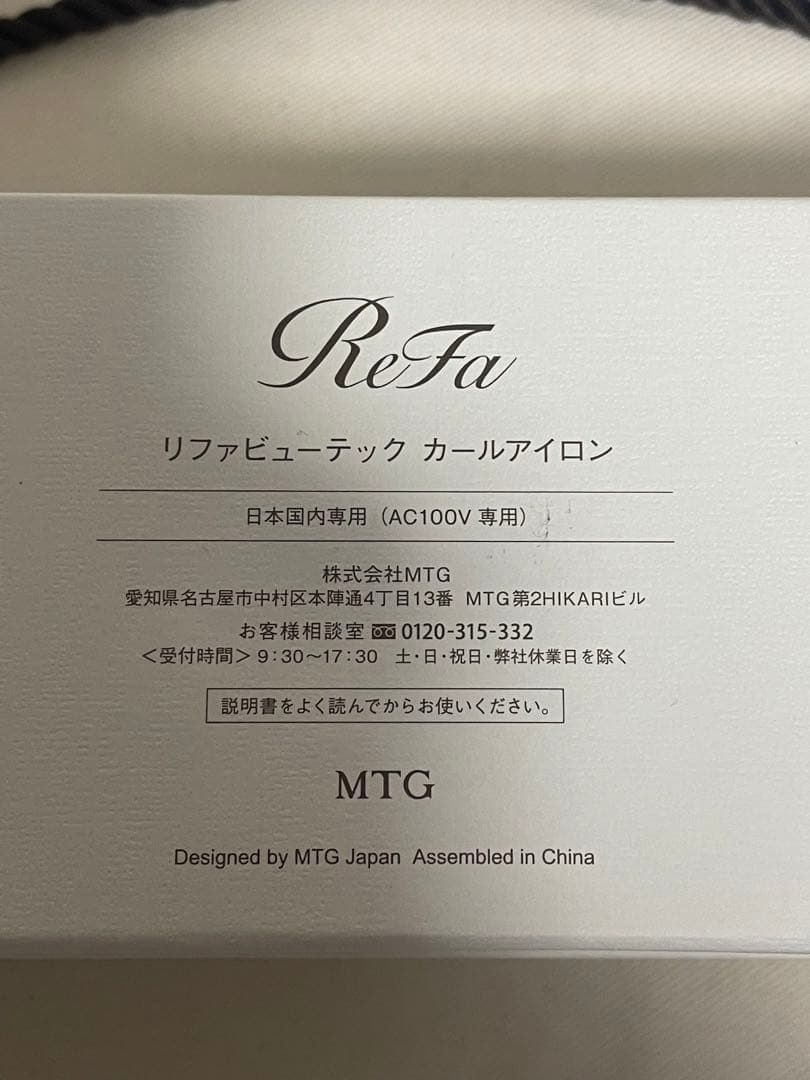 ReFa
リファビューテック カールアイロン
日本国内専用（AC100V 専用）
株式会社MTG
愛知県名古屋市中村区本陣通4丁目13番 MTG第2HIKARIビル
お客様相談室 0120-315-332
＜受付時間＞9：30〜17：30 土・日・祝日・弊社休業日を除く
説明書をよく読んでからお使いください。
MTG
Designed by MTG Japan Assembled in China